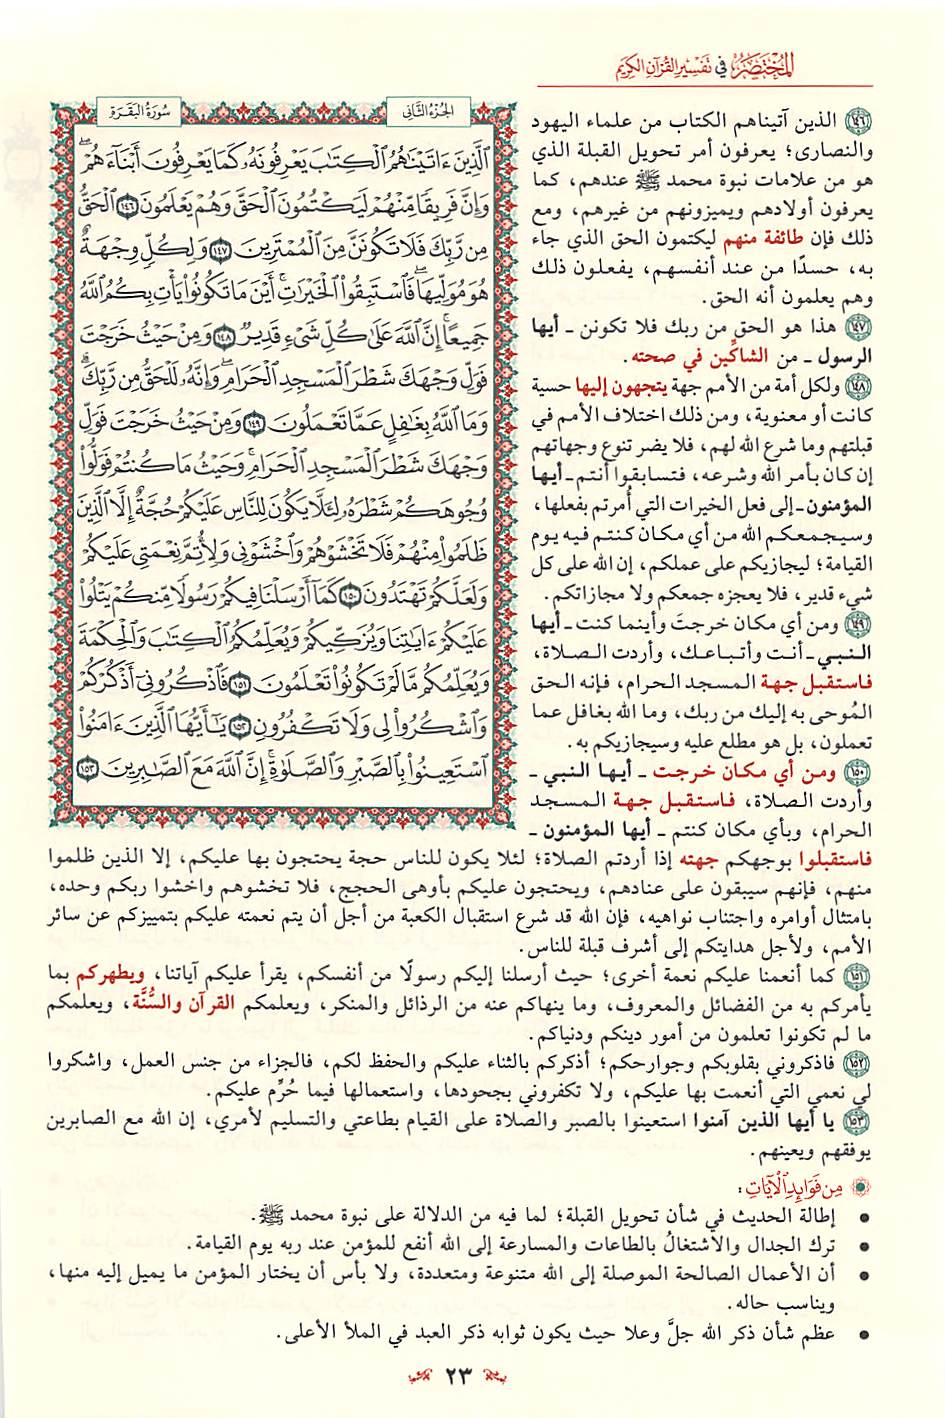 المختصر في تفسير القرآن الكريم
الجزء الثاني
سورة البقرة
ٱلَّذِينَ ءَاتَيۡنَٰهُمُ ٱلۡكِتَٰبَ يَعۡرِفُونَهُۥ كَمَا يَعۡرِفُونَ أَبۡنَآءَهُمۡۖ
وَإِنَّ فَرِيقٗا مِّنۡهُمۡ لَيَكۡتُمُونَ ٱلۡحَقَّ وَهُمۡ يَعۡلَمُونَ ١٤٦ ٱلۡحَقُّ
مِن رَّبِّكَ فَلَا تَكُونَنَّ مِنَ ٱلۡمُمۡتَرِينَ ١٤٧ وَلِكُلّٖ وِجۡهَةٌ
هُوَ مُوَلِّيهَاۖ فَٱسۡتَبِقُواْ ٱلۡخَيۡرَٰتِۚ أَيۡنَ مَا تَكُونُواْ يَأۡتِ بِكُمُ ٱللَّهُ
جَمِيعًاۚ إِنَّ ٱللَّهَ عَلَىٰ كُلِّ شَيۡءٖ قَدِيرٞ ١٤٨ وَمِنۡ حَيۡثُ خَرَجۡتَ
فَوَلِّ وَجۡهَكَ شَطۡرَ ٱلۡمَسۡجِدِ ٱلۡحَرَامِۖ وَإِنَّهُۥ لَلۡحَقُّ مِن رَّبِّكَۗ
وَمَا ٱللَّهُ بِغَٰفِلٍ عَمَّا تَعۡمَلُونَ ١٤٩ وَمِنۡ حَيۡثُ خَرَجۡتَ فَوَلِّ
وَجۡهَكَ شَطۡرَ ٱلۡمَسۡجِدِ ٱلۡحَرَامِۚ وَحَيۡثُ مَا كُنتُمۡ فَوَلُّواْ
وُجُوهَكُمۡ شَطۡرَهُۥ لِئَلَّا يَكُونَ لِلنَّاسِ عَلَيۡكُمۡ حُجَّةٌ إِلَّا ٱلَّذِينَ
ظَلَمُواْ مِنۡهُمۡ فَلَا تَخۡشَوۡهُمۡ وَٱخۡشَوۡنِي وَلِأُتِمَّ نِعۡمَتِي عَلَيۡكُمۡ
وَلَعَلَّكُمۡ تَهۡتَدُونَ ١٥٠ كَمَآ أَرۡسَلۡنَا فِيكُمۡ رَسُولٗا مِّنكُمۡ يَتۡلُواْ
عَلَيۡكُمۡ ءَايَٰتِنَا وَيُزَكِّيكُمۡ وَيُعَلِّمُكُمُ ٱلۡكِتَٰبَ وَٱلۡحِكۡمَةَ
وَيُعَلِّمُكُم مَّا لَمۡ تَكُونُواْ تَعۡلَمُونَ ١٥١ فَٱذۡكُرُونِيٓ أَذۡكُرۡكُمۡ
وَٱشۡكُرُواْ لِي وَلَا تَكۡفُرُونِ ١٥٢ يَٰٓأَيُّهَا ٱلَّذِينَ ءَامَنُواْ
ٱسۡتَعِينُواْ بِٱلصَّبۡرِ وَٱلصَّلَوٰةِۚ إِنَّ ٱللَّهَ مَعَ ٱلصَّٰبِرِينَ ١٥٣
١٤٦ الذين آتيناهم الكتاب من علماء اليهود
والنصارى؛ يعرفون أمر تحويل القبلة الذي
هو من علامات نبوة محمد ﷺ عندهم، كما
يعرفون أولادهم ويميزونهم من غيرهم، ومع
ذلك فإن طائفة منهم ليكتمون الحق الذي جاء
به، حسدًا من عند أنفسهم، يفعلون ذلك
وهم يعلمون أنه الحق.
١٤٧ هذا هو الحق من ربك فلا تكونن - أيها
الرسول - من الشاكِّين في صحته.
١٤٨ ولكل أمة من الأمم جهة يتجهون إليها حسية
كانت أو معنوية، ومن ذلك اختلاف الأمم في
قبلتهم وما شرع الله لهم، فلا يضر تنوع وجهاتهم
إن كان بأمر الله وشرعه، فتسابقوا أنتم - أيها
المؤمنون - إلى فعل الخيرات التي أُمرتم بفعلها،
وسيجمعكم الله من أي مكان كنتم فيه يوم
القيامة؛ ليجازيكم على عملكم، إن الله على كل
شيء قدير، فلا يعجزه جمعكم ولا مجازاتكم.
١٤٩ ومن أي مكان خرجتَ وأينما كنت - أيها
النبي - أنت وأتباعك، وأردت الصلاة،
فاستقبل جهة المسجد الحرام، فإنه الحق
المُوحى به إليك من ربك، وما الله بغافل عما
تعملون، بل هو مطلع عليه وسيجازيكم به.
١٥٠ ومن أي مكان خرجت - أيها النبي -
وأردت الصلاة، فاستقبل جهة المسجد
الحرام، وبأي مكان كنتم - أيها المؤمنون -
فاستقبلوا بوجهكم جهته إذا أردتم الصلاة؛ لئلا يكون للناس حجة يحتجون بها عليكم، إلا الذين ظلموا
منهم، فإنهم سيبقون على عنادهم، ويحتجون عليكم بأوهى الحجج، فلا تخشوهم واخشوا ربكم وحده،
بامتثال أوامره واجتناب نواهيه، فإن الله قد شرع استقبال الكعبة من أجل أن يتم نعمته عليكم بتمييزكم عن سائر
الأمم، ولأجل هدايتكم إلى أشرف قبلة للناس.
١٥١ كما أنعمنا عليكم نعمة أخرى؛ حيث أرسلنا إليكم رسولًا من أنفسكم، يقرأ عليكم آياتنا، ويطهركم بما
يأمركم به من الفضائل والمعروف، وما ينهاكم عنه من الرذائل والمنكر، ويعلمكم القرآن والسُّنَّة، ويعلمكم
ما لم تكونوا تعلمون من أمور دينكم ودنياكم.
١٥٢ فاذكروني بقلوبكم وجوارحكم؛ أذكركم بالثناء عليكم والحفظ لكم، فالجزاء من جنس العمل، واشكروا
لي نعمي التي أنعمت بها عليكم، ولا تكفروني بجحودها، واستعمالها فيما حُرِّم عليكم.
١٥٣ يا أيها الذين آمنوا استعينوا بالصبر والصلاة على القيام بطاعتي والتسليم لأمري، إن الله مع الصابرين
يوفقهم ويعينهم.
من فوائد الآيات:
• إطالة الحديث في شأن تحويل القبلة؛ لما فيه من الدلالة على نبوة محمد ﷺ.
• ترك الجدال والاشتغالُ بالطاعات والمسارعة إلى الله أنفع للمؤمن عند ربه يوم القيامة.
• أن الأعمال الصالحة الموصلة إلى الله متنوعة ومتعددة، ولا بأس أن يختار المؤمن ما يميل إليه منها،
ويناسب حاله.
• عظم شأن ذكر الله جلَّ وعلا حيث يكون ثوابه ذكر العبد في الملأ الأعلى.
٢٣